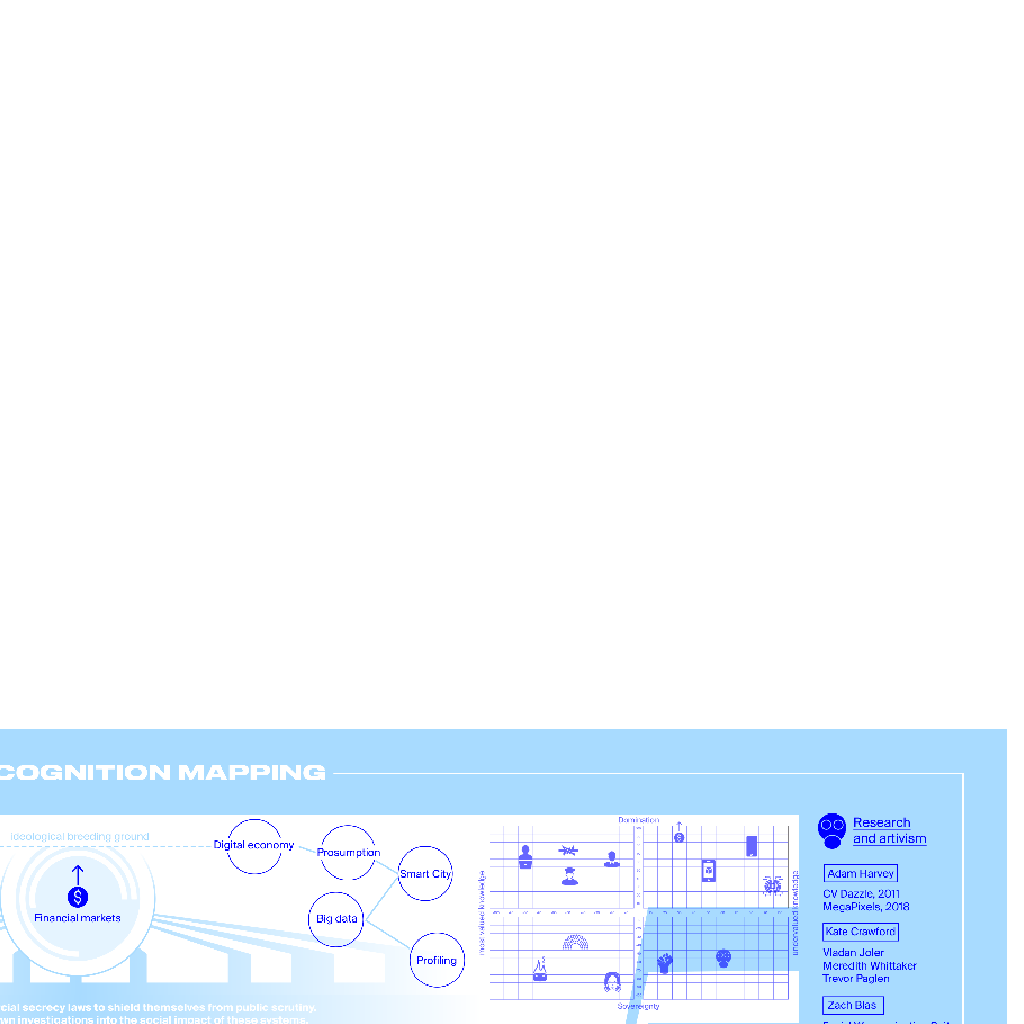 COGNITION MAPPING
ideological breeding ground
Financial markets
Digital economy
Prosumption
Smart City
Big data
Profiling
cial secrecy laws to shield themselves from public scrutiny.
wn investigations into the social impact of these systems.
Domination
Sovereignty
Research
and artivism
Adam Harvey
CV Dazzle, 2011
MegaPixels, 2018
Kate Crawford
Vladan Joler
Meredith Whittaker
Trevor Paglen
Zach Blas